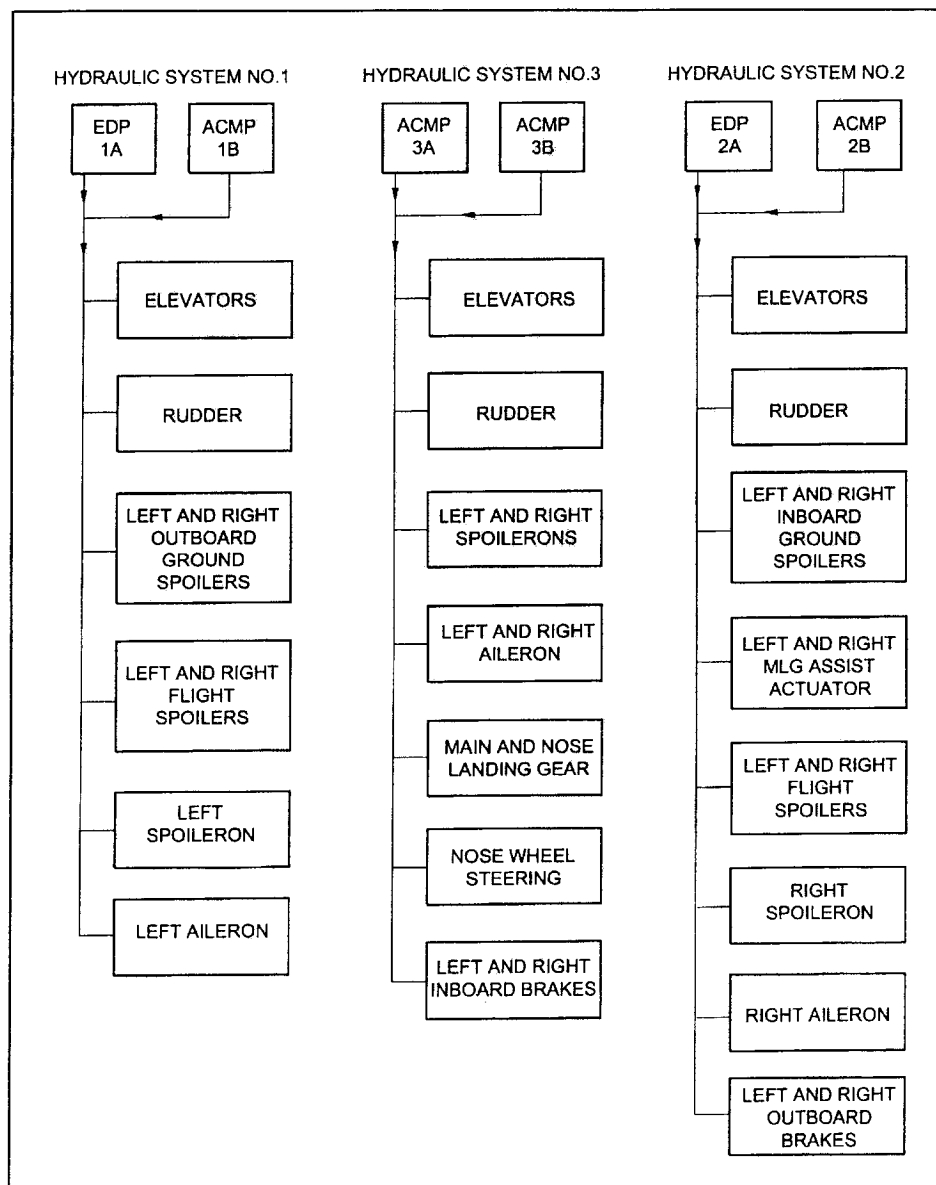 HYDRAULIC SYSTEM NO.1
EDP
1A
ACMP
1B
ELEVATORS
RUDDER
LEFT AND RIGHT
OUTBOARD
GROUND
SPOILERS
LEFT AND RIGHT
FLIGHT
SPOILERS
LEFT
SPOILERON
LEFT AILERON
HYDRAULIC SYSTEM NO.3
ACMP
3A
ACMP
3B
ELEVATORS
RUDDER
LEFT AND RIGHT
SPOILERONS
LEFT AND RIGHT
AILERON
MAIN AND NOSE
LANDING GEAR
NOSE WHEEL
STEERING
LEFT AND RIGHT
INBOARD BRAKES
HYDRAULIC SYSTEM NO.2
EDP
2A
ACMP
2B
ELEVATORS
RUDDER
LEFT AND RIGHT
INBOARD
GROUND
SPOILERS
LEFT AND RIGHT
MLG ASSIST
ACTUATOR
LEFT AND RIGHT
FLIGHT
SPOILERS
RIGHT
SPOILERON
RIGHT AILERON
LEFT AND RIGHT
OUTBOARD
BRAKES